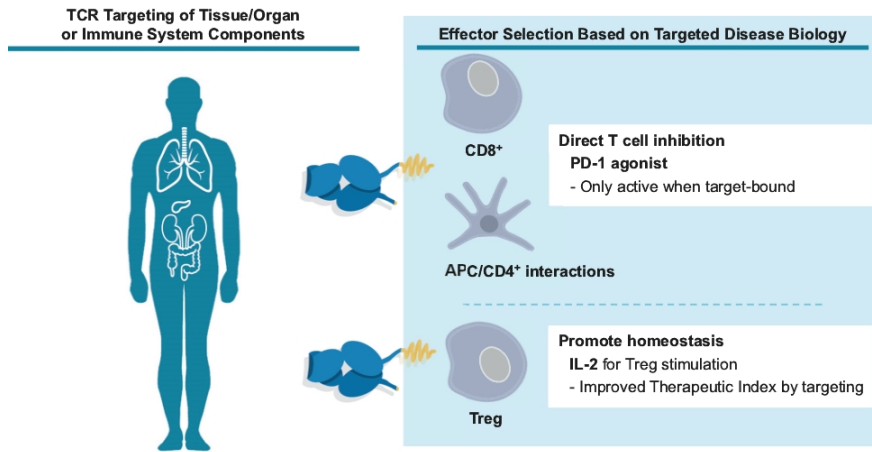 TCR Targeting of Tissue/Organ
or Immune System Components
Effector Selection Based on Targeted Disease Biology
CD8⁺
Direct T cell inhibition
PD-1 agonist
- Only active when target-bound
APC/CD4⁺ interactions
Promote homeostasis
IL-2 for Treg stimulation
- Improved Therapeutic Index by targeting
Treg